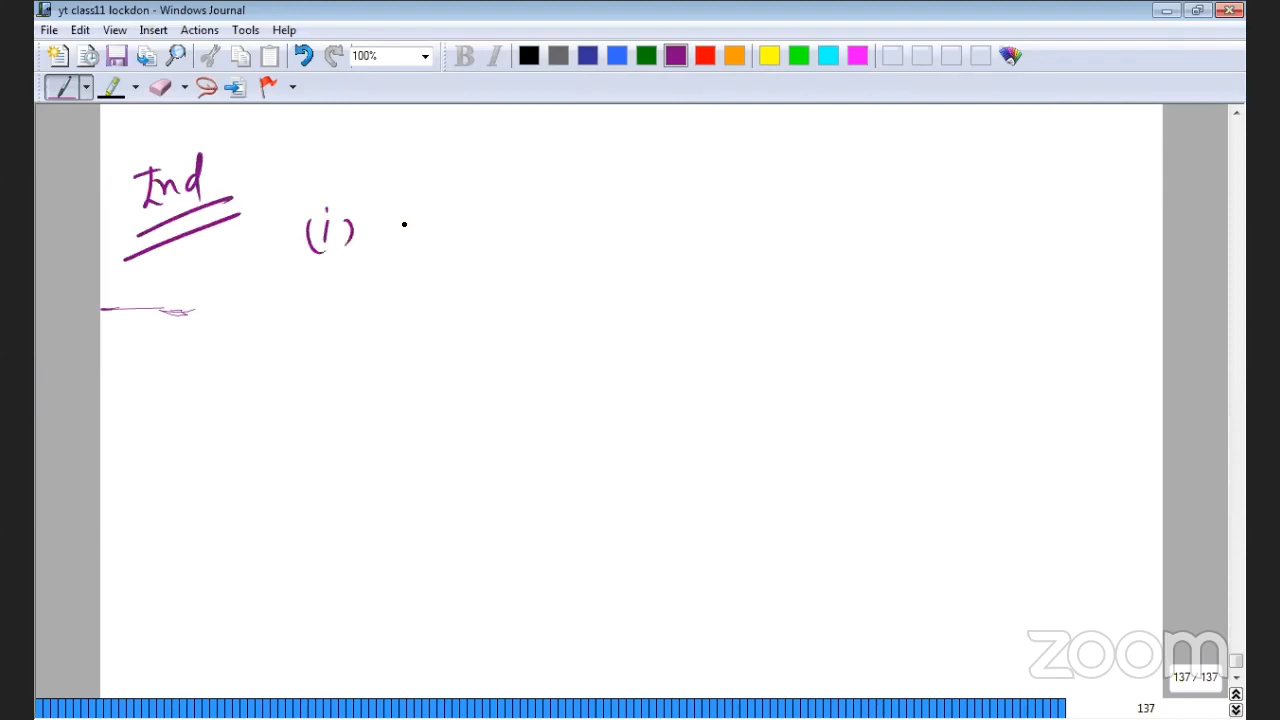 yt class11 lockdon - Windows Journal
File Edit View Insert Actions Tools Help
100% B I
Ind
(i)
zoom
137 / 137
137